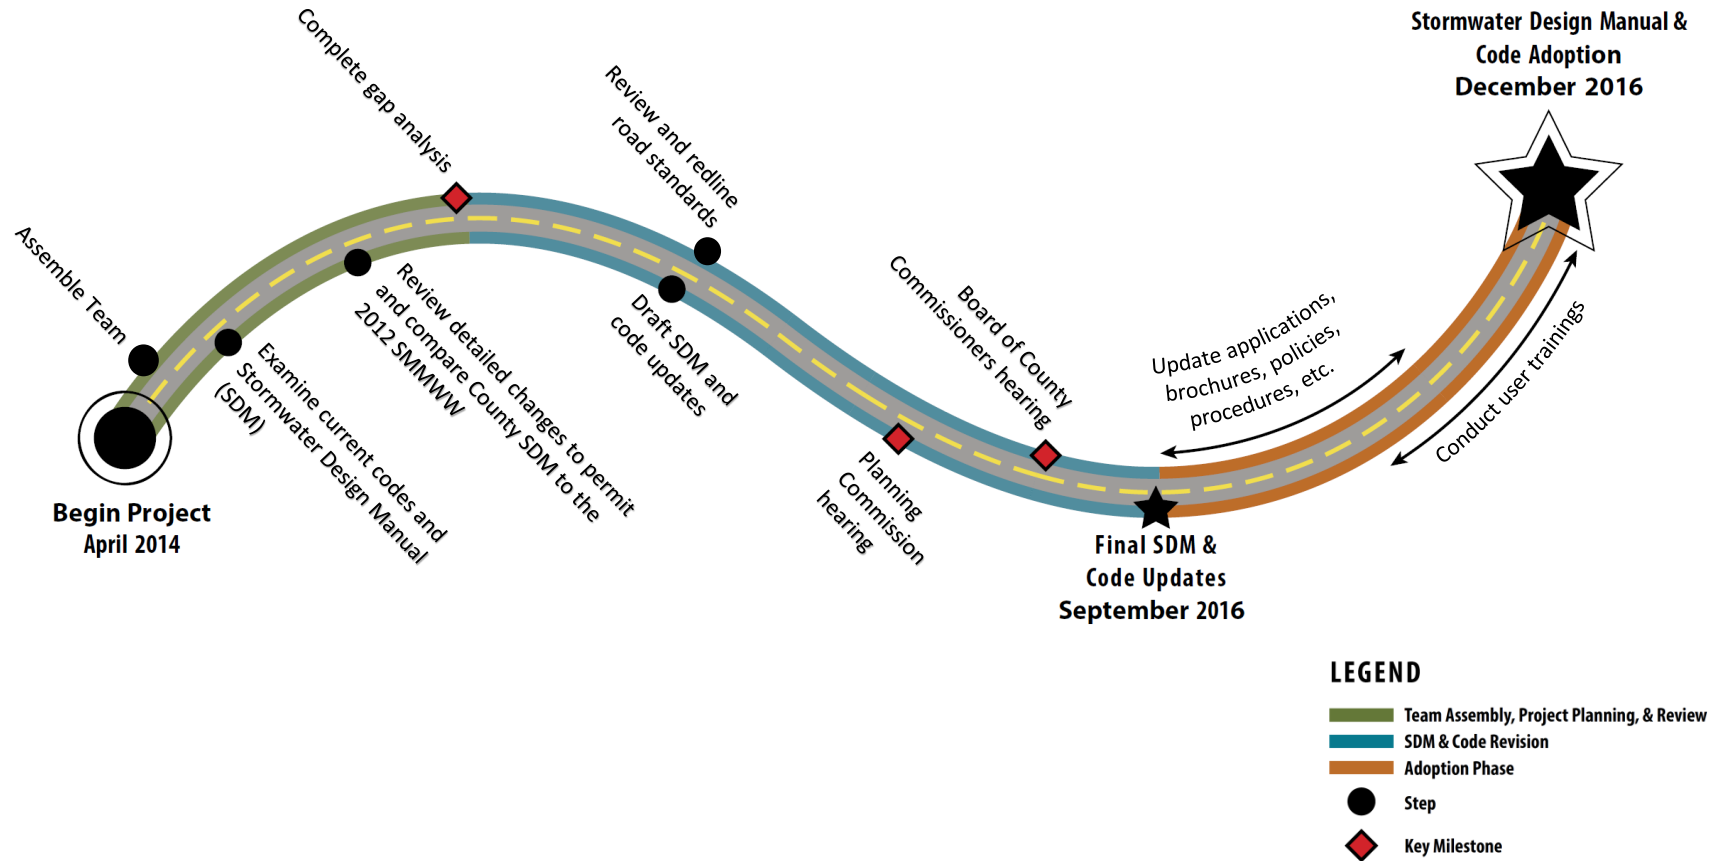 Stormwater Design Manual &
Code Adoption
December 2016
Complete gap analysis
Review and redline
road standards
Assemble Team
Begin Project
April 2014
Examine current codes and
Stormwater Design Manual
(SDM)
Review detailed changes to permit
and compare County SDM to the
2012 SMMWW
Draft SDM and
code updates
Planning
Commission
hearing
Board of County
Commissioners hearing
Final SDM &
Code Updates
September 2016
Update applications,
brochures, policies,
procedures, etc.
Conduct user trainings
LEGEND
Team Assembly, Project Planning, & Review
SDM & Code Revision
Adoption Phase
Step
Key Milestone